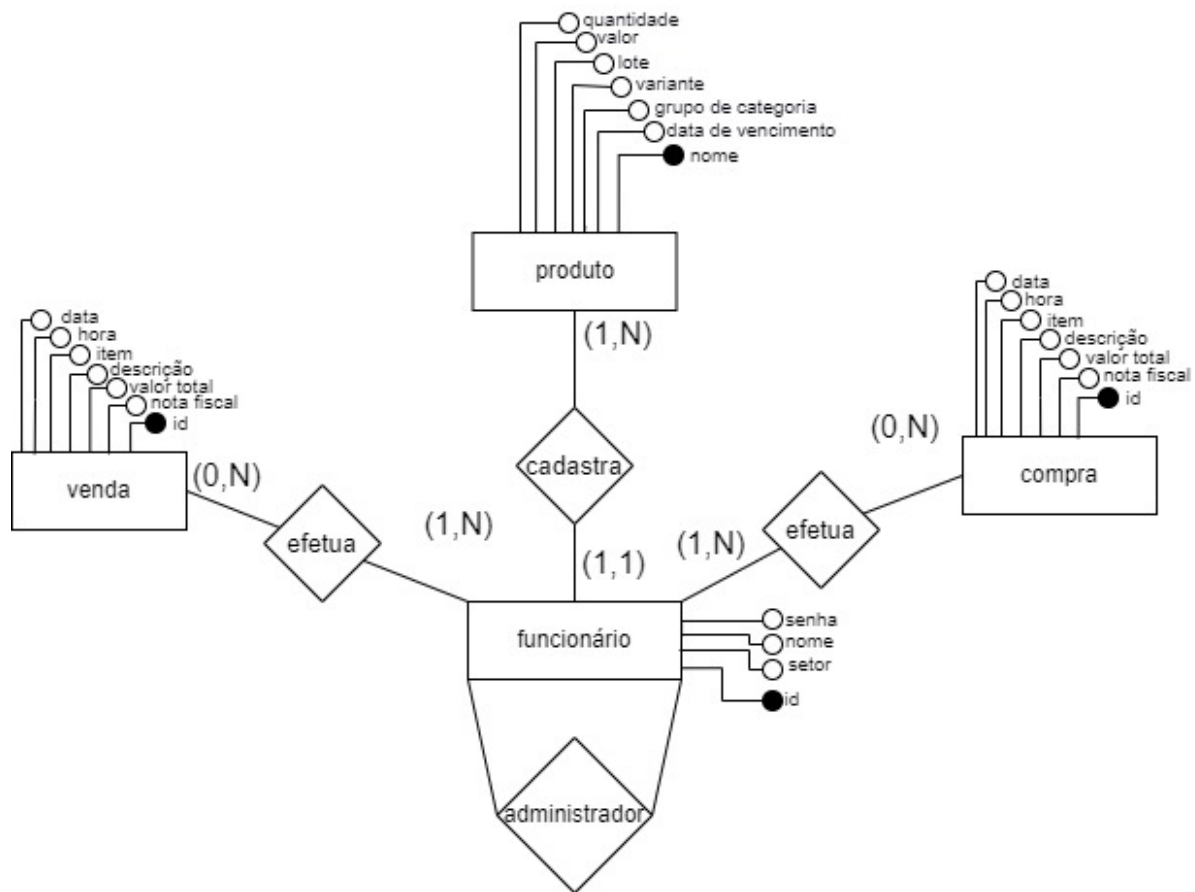 quantidade
valor
lote
variante
grupo de categoria
data de vencimento
nome
produto
(1,N)
data
hora
item
descrição
valor total
nota fiscal
id
venda
(0,N)
data
hora
item
descrição
valor total
nota fiscal
id
compra
(0,N)
cadastra
efetua
(1,N)
(1,1)
(1,N)
efetua
funcionário
senha
nome
setor
id
administrador